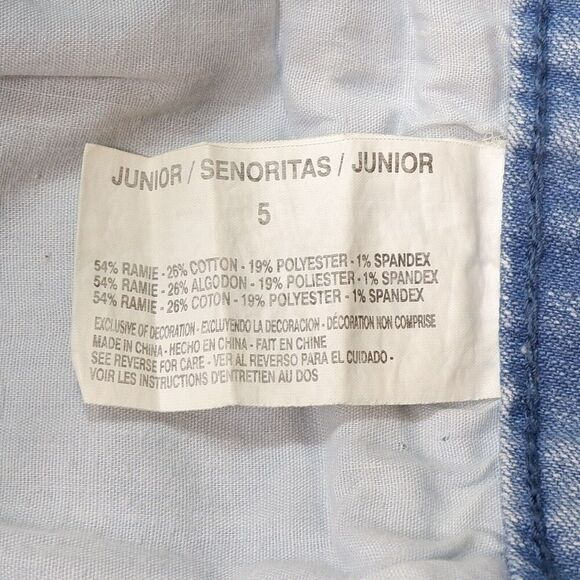 JUNIOR / SENORITAS / JUNIOR
5
54% RAMIE - 26% COTTON - 19% POLYESTER - 1% SPANDEX
54% RAMIE - 26% ALGODON - 19% POLIESTER - 1% SPANDEX
54% RAMIE - 26% COTON - 19% POLYESTER - 1% SPANDEX
EXCLUSIVE OF DECORATION - EXCLUYENDO LA DECORACION - DÉCORATION NON COMPRISE
MADE IN CHINA - HECHO EN CHINA - FAIT EN CHINE
SEE REVERSE FOR CARE - VER AL REVERSO PARA EL CUIDADO -
VOIR LES INSTRUCTIONS D'ENTRETIEN AU DOS